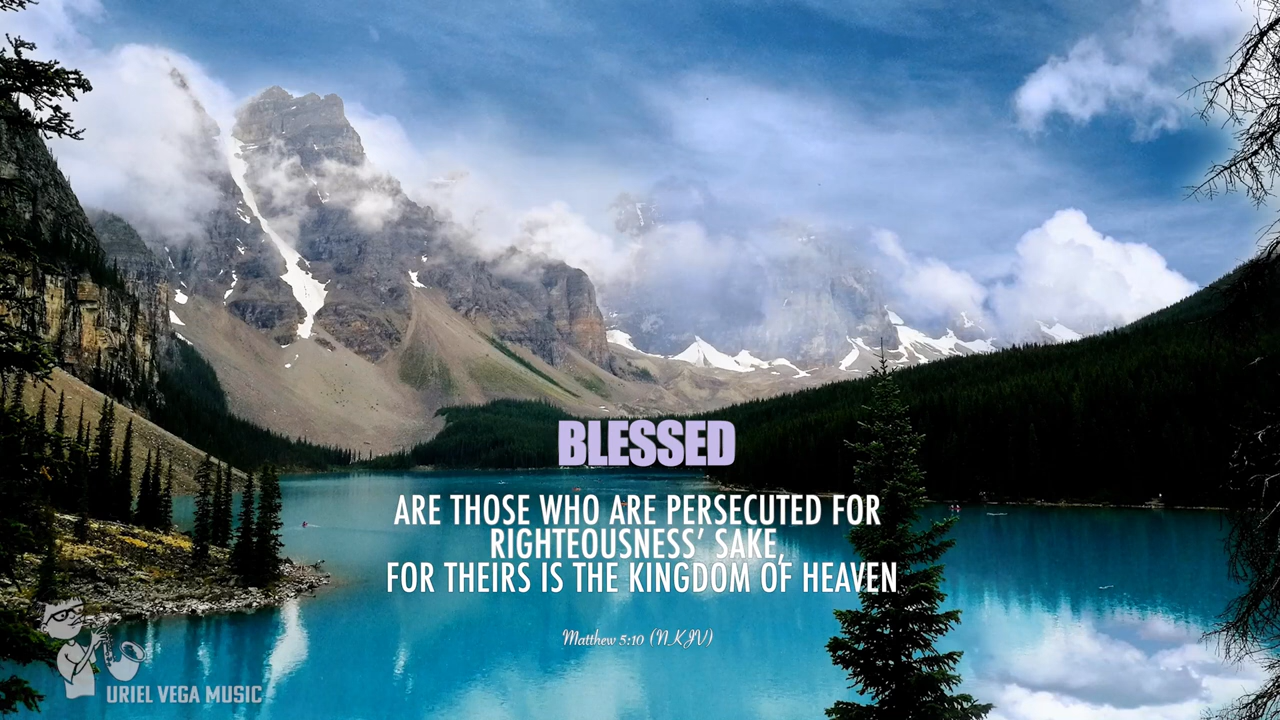 BLESSED
ARE THOSE WHO ARE PERSECUTED FOR
RIGHTEOUSNESS’ SAKE,
FOR THEIRS IS THE KINGDOM OF HEAVEN
Matthew 5:10 (NKJV)
URIEL VEGA MUSIC